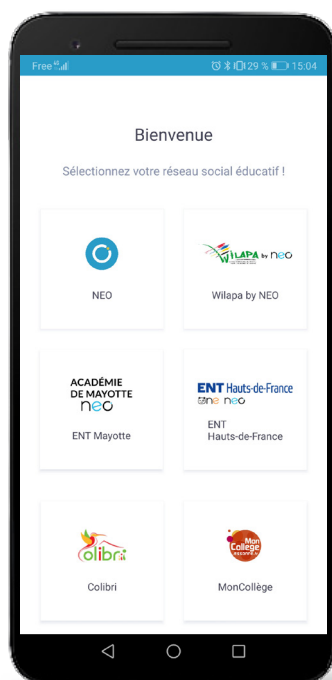 Free 4G
29 % 15:04
Bienvenue
Sélectionnez votre réseau social éducatif !
NEO
WILAPA by neo
Wilapa by NEO
ACADÉMIE
DE MAYOTTE
neo
ENT Mayotte
ENT Hauts-de-France
one neo
ENT
Hauts-de-France
Colibri
Colibri
Mon
Collège
MonCollège